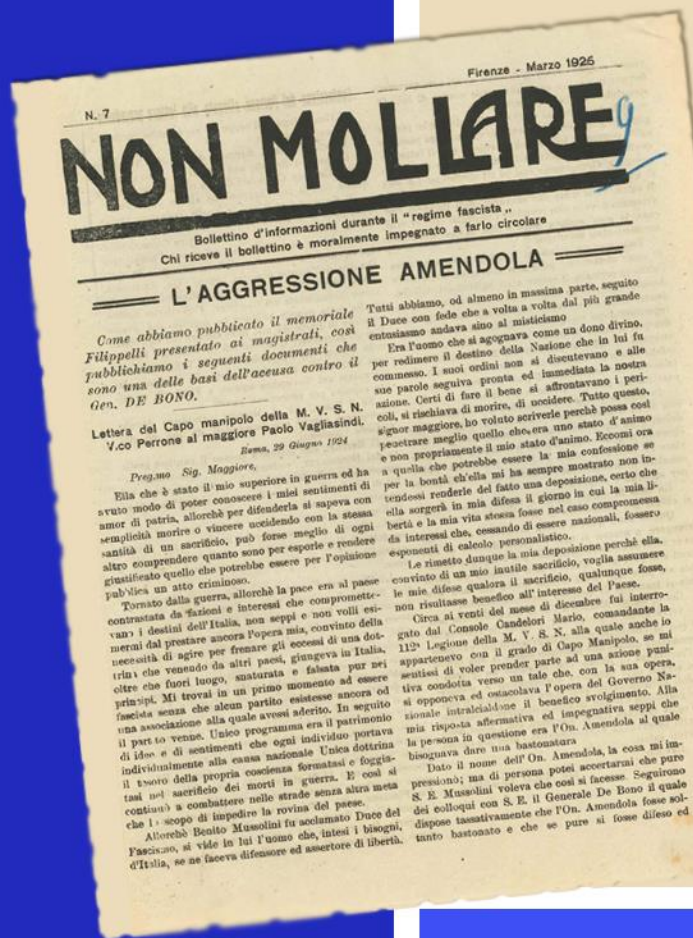 N. 7
Firenze - Marzo 1926
NON MOLLARE
9
Bollettino d'informazioni durante il "regime fascista„
Chi riceve il bollettino è moralmente impegnato a farlo circolare
L'AGGRESSIONE AMENDOLA
Come abbiamo pubbticato il memoriale
Filippelli presentato ai magistrati, così
pubblichiamo i seguenti documenti che
sono una delle basi dell'accusa contro il
Gen. DE BONO.
Lettera del Capo manipolo della M. V. S. N.
V.co Perrone al maggiore Paolo Vagliasindi.
Roma, 29 Giugno 1924
Preg.mo Sig. Maggiore,
Ella che è stato il mio superiore in guerra ed ha
avuto modo di poter conoscere i miei sentimenti di
amor di patria, allorchè per difenderla si sapeva con
semplicità morire o vincere uccidendo con la stessa
santità di un sacrificio, può forse meglio di ogni
altro comprendere quanto sono per esporle e rendere
giustificato quello che potrebbe essere per l'opinione
pubblica un atto criminoso.
Tornato dalla guerra, allorchè la pace era al paese
contrastata da fazioni e interessi che compromette-
vano i destini dell'Italia, non seppi e non volli esi-
mermi dal prestare ancora l'opera mia, convinto della
necessità di agire per frenare gli eccessi di una dot-
trina che venendo da altri paesi, giungeva in Italia,
oltre che fuori luogo, snaturata e falsata pur nei
principi. Mi trovai in un primo momento ad essere
fascista senza che alcun partito esistesse ancora od
una associazione alla quale avessi aderito. In seguito
il partito venne. Unico programma era il patrimonio
di idee e di sentimenti che ogni individuo portava
individualmente alla causa nazionale Unica dottrina
il tesoro della propria coscienza formatasi e foggia-
tasi nel sacrificio dei morti in guerra. E così si
continuò a combattere nelle strade senza altra meta
che lo scopo di impedire la rovina del paese.
Allorchè Benito Mussolini fu acclamato Duce del
Fascismo, si vide in lui l'uomo che, intesi i bisogni,
d'Italia, se ne faceva difensore ed assertore di libertà.
Tutti abbiamo, od almeno in massima parte, seguito
il Duce con fede che a volta a volta dal più grande
entusiasmo andava sino al misticismo
Era l'uomo che si agognava come un dono divino,
per redimere il destino della Nazione che in lui fu
commesso. I suoi ordini non si discutevano e alle
sue parole seguiva pronta ed immediata la nostra
azione. Certi di fare il bene si affrontavano i peri-
coli, si rischiava di morire, di uccidere. Tutto questo,
signor maggiore, ho voluto scriverle perchè possa così
penetrare meglio quello che era uno stato d'animo
e non propriamente il mio stato d'animo. Eccomi ora
a quella che potrebbe essere la mia confessione se
per la bontà ch'ella mi ha sempre mostrato non in-
tendessi renderle del fatto una deposizione, certo che
ella sorgerà in mia difesa il giorno in cui la mia li-
bertà e la mia vita stessa fosse nel caso compromessa
da interessi che, cessando di essere nazionali, fossero
esponenti di calcolo personalistico.
Le rimetto dunque la mia deposizione perchè ella,
convinto di un mio inutile sacrificio, voglia assumere
le mie difese qualora il sacrificio, qualunque fosse,
non risultasse benefico all'interesse del Paese.
Circa ai venti del mese di dicembre fui interro-
gato dal Console Candelori Mario, comandante la
112ª Legione della M. V. S. N. alla quale anche io
appartenevo con il grado di Capo Manipolo, se mi
sentissi di voler prender parte ad una azione puni-
tiva condotta verso un tale che, con la sua opera,
si opponeva ed ostacolava l'opera del Governo Na-
zionale intralciandone il benefico svolgimento. Alla
mia risposta affermativa ed impegnativa seppi che
la persona in questione era l'On. Amendola al quale
bisognava dare una bastonatura
Dato il nome dell'On. Amendola, la cosa mi im-
pressionò; ma di persona potei accertarmi che pure
S. E. Mussolini voleva che così si facesse. Seguirono
dei colloqui con S. E. il Generale De Bono il quale
dispose tassativamente che l'On. Amendola fosse sol-
tanto bastonato e che se pure si fosse difeso ed